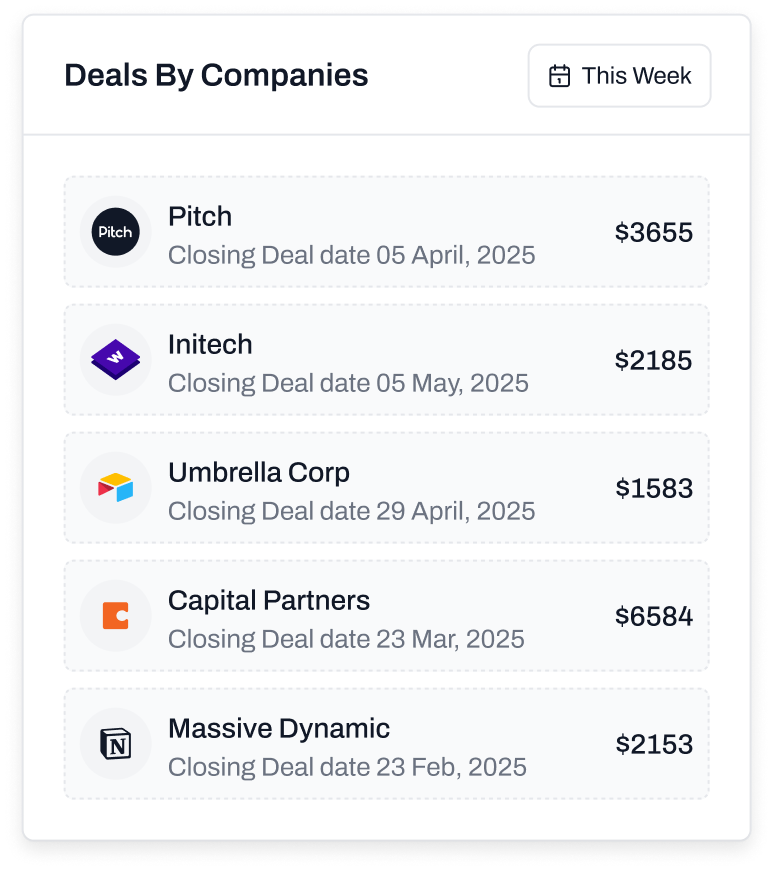 Deals By Companies
1 This Week
Pitch
Pitch
$3655
Closing Deal date 05 April, 2025
W
Initech
$2185
Closing Deal date 05 May, 2025
Umbrella Corp
$1583
Closing Deal date 29 April, 2025
Capital Partners
$6584
Closing Deal date 23 Mar, 2025
N
Massive Dynamic
$2153
Closing Deal date 23 Feb, 2025